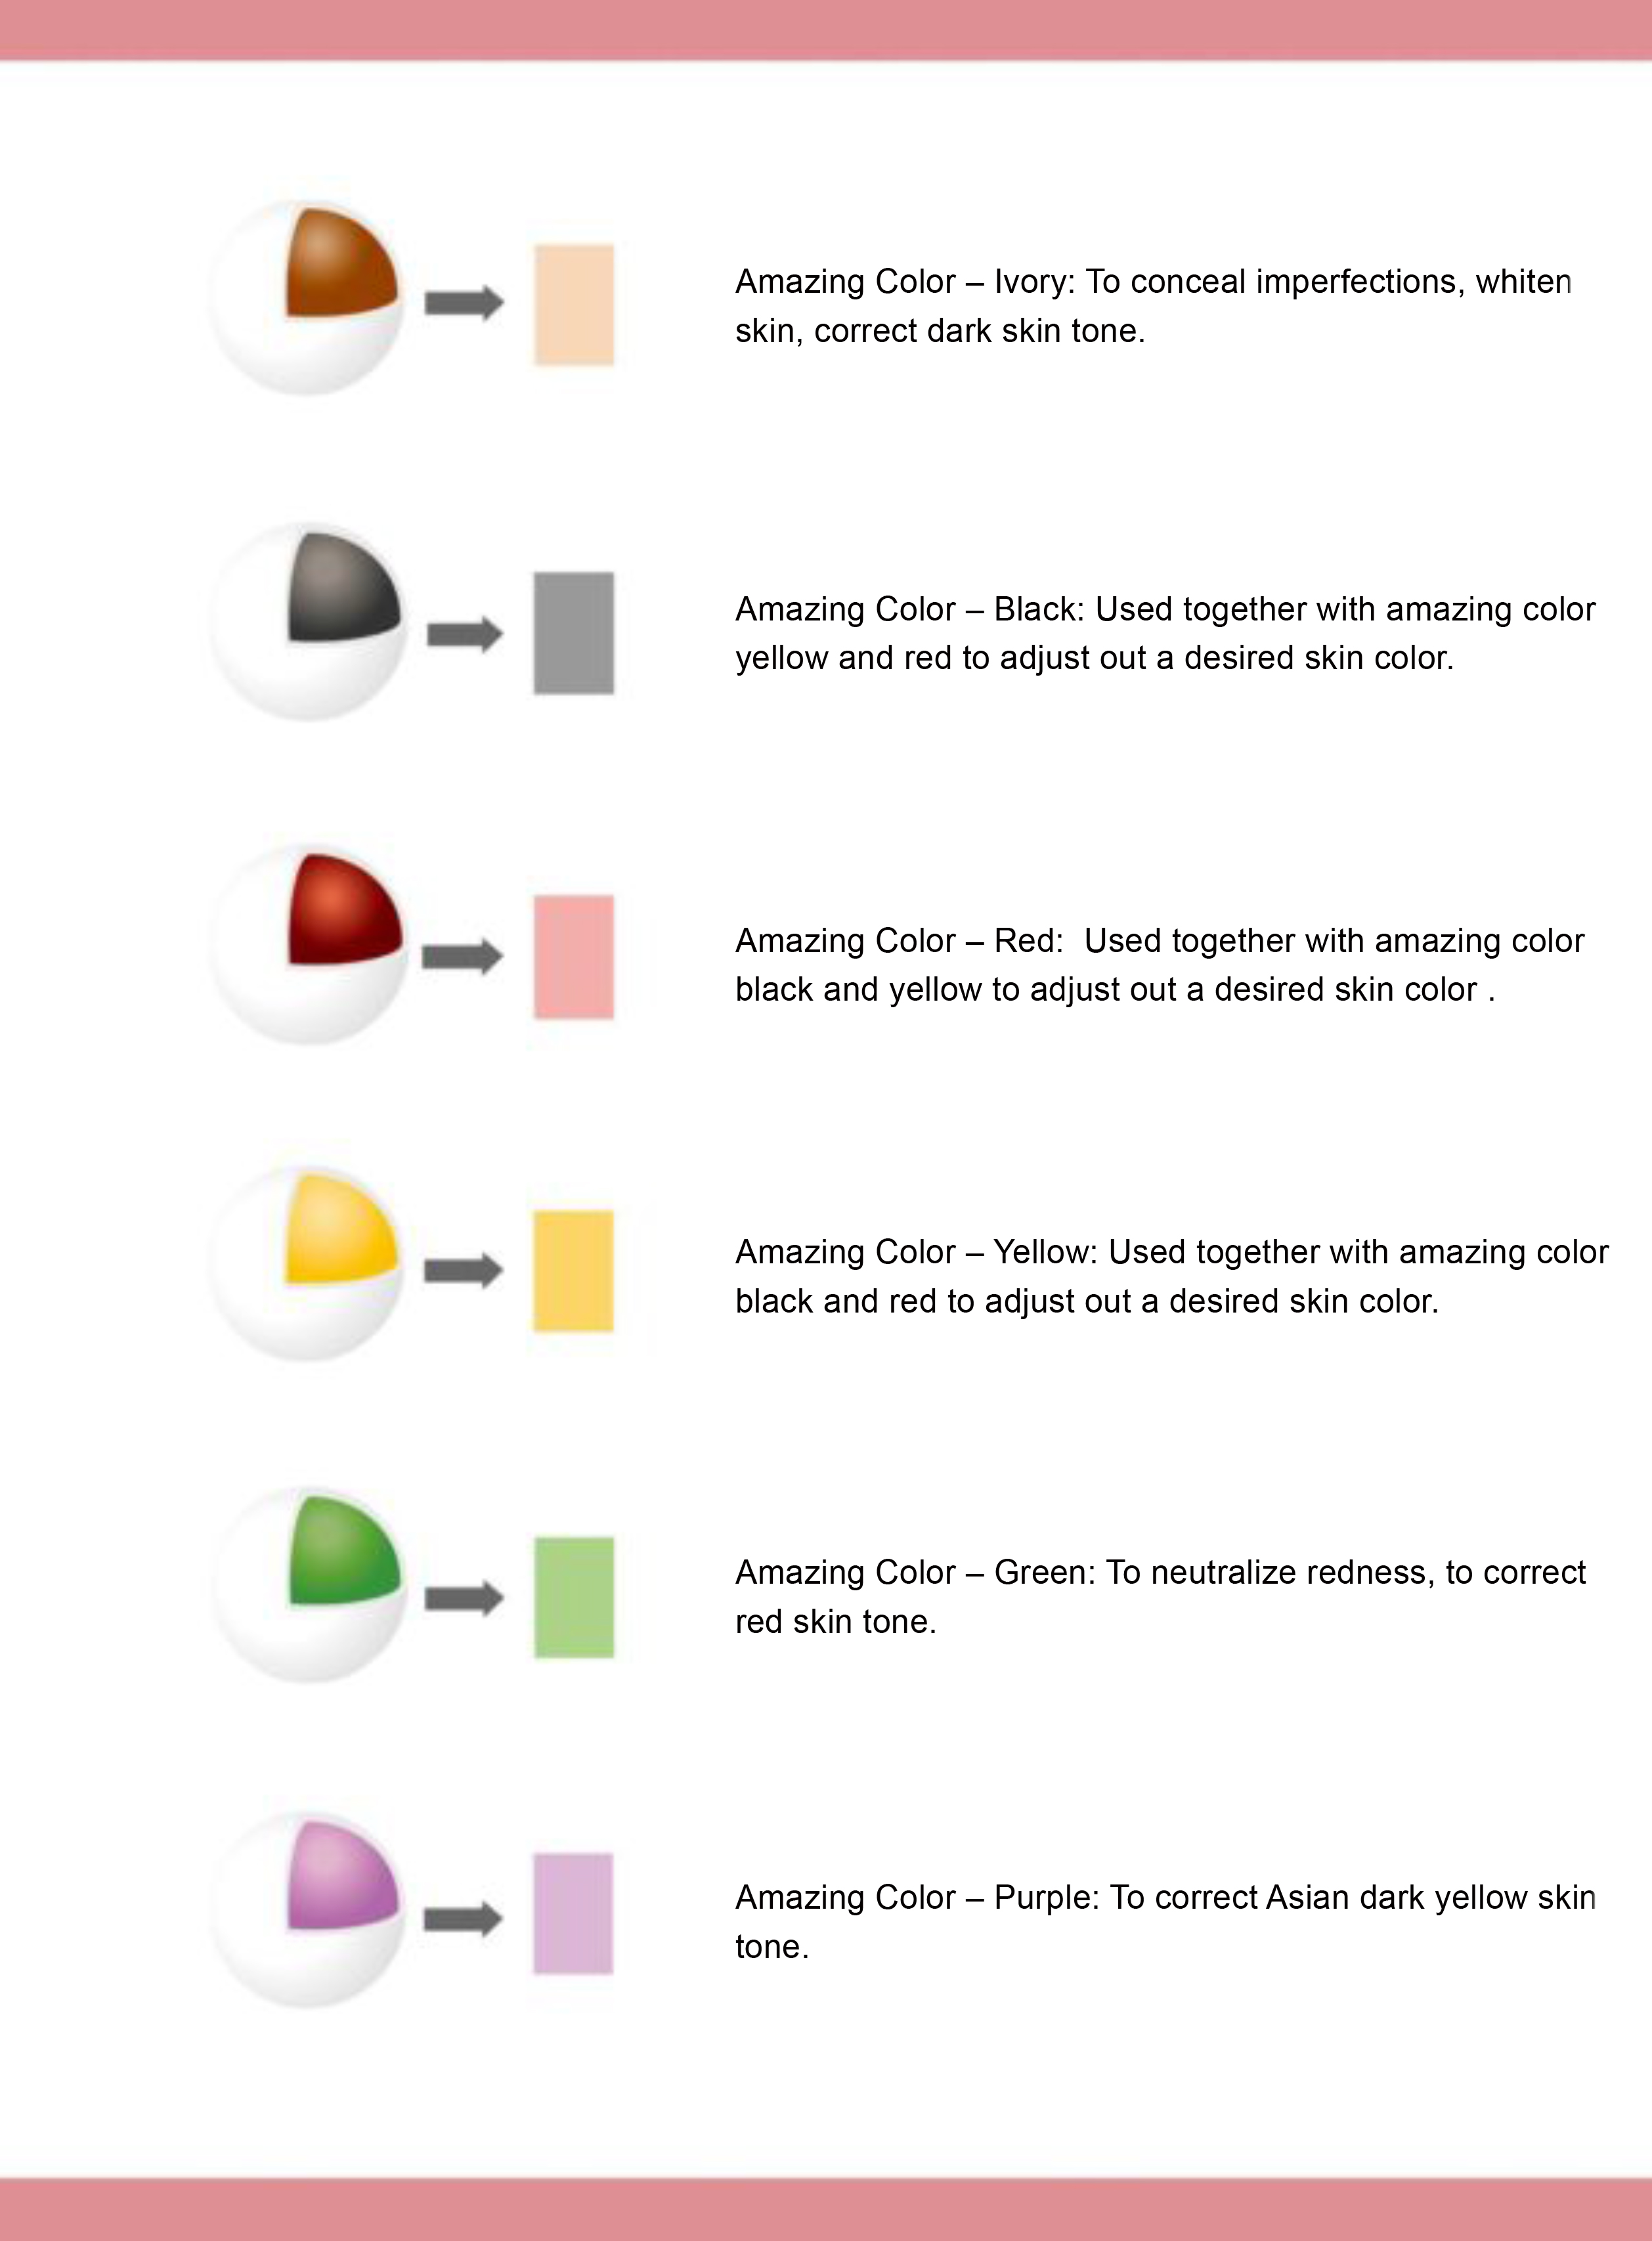 Amazing Color – Ivory: To conceal imperfections, whiten
skin, correct dark skin tone.
Amazing Color – Black: Used together with amazing color
yellow and red to adjust out a desired skin color.
Amazing Color – Red:  Used together with amazing color
black and yellow to adjust out a desired skin color .
Amazing Color – Yellow: Used together with amazing color
black and red to adjust out a desired skin color.
Amazing Color – Green: To neutralize redness, to correct
red skin tone.
Amazing Color – Purple: To correct Asian dark yellow skin
tone.